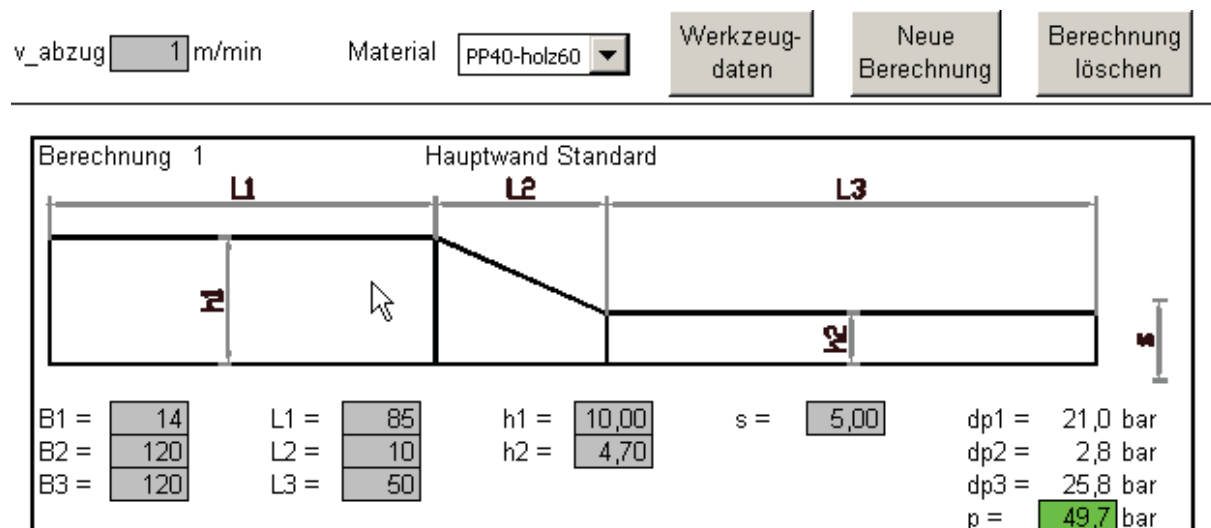 v_abzug 1 m/min Material PP40-holz60 Werkzeug- Neue Berechnung
daten Berechnung löschen
Berechnung 1 Hauptwand Standard
L1 L2 L3
h1 h2 s
B1 = 14 L1 = 85 h1 = 10,00 s = 5,00 dp1 = 21,0 bar
B2 = 120 L2 = 10 h2 = 4,70 dp2 = 2,8 bar
B3 = 120 L3 = 50 dp3 = 25,8 bar
p = 49,7 bar